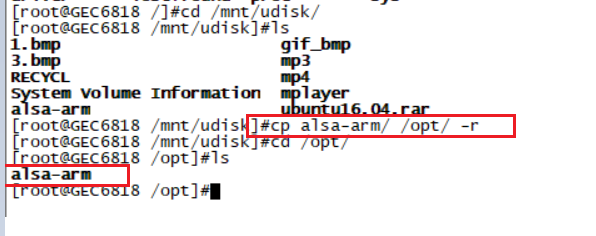 [root@GEC6818 /]#cd /mnt/udisk/
[root@GEC6818 /mnt/udisk]#ls
1.bmp gif_bmp
3.bmp mp3
RECYCL mp4
System Volume Information mplayer
alsa-arm ubuntu16.04.rar
[root@GEC6818 /mnt/udisk]#cp alsa-arm/ /opt/ -r
[root@GEC6818 /mnt/udisk]#cd /opt/
[root@GEC6818 /opt]#ls
alsa-arm
[root@GEC6818 /opt]#